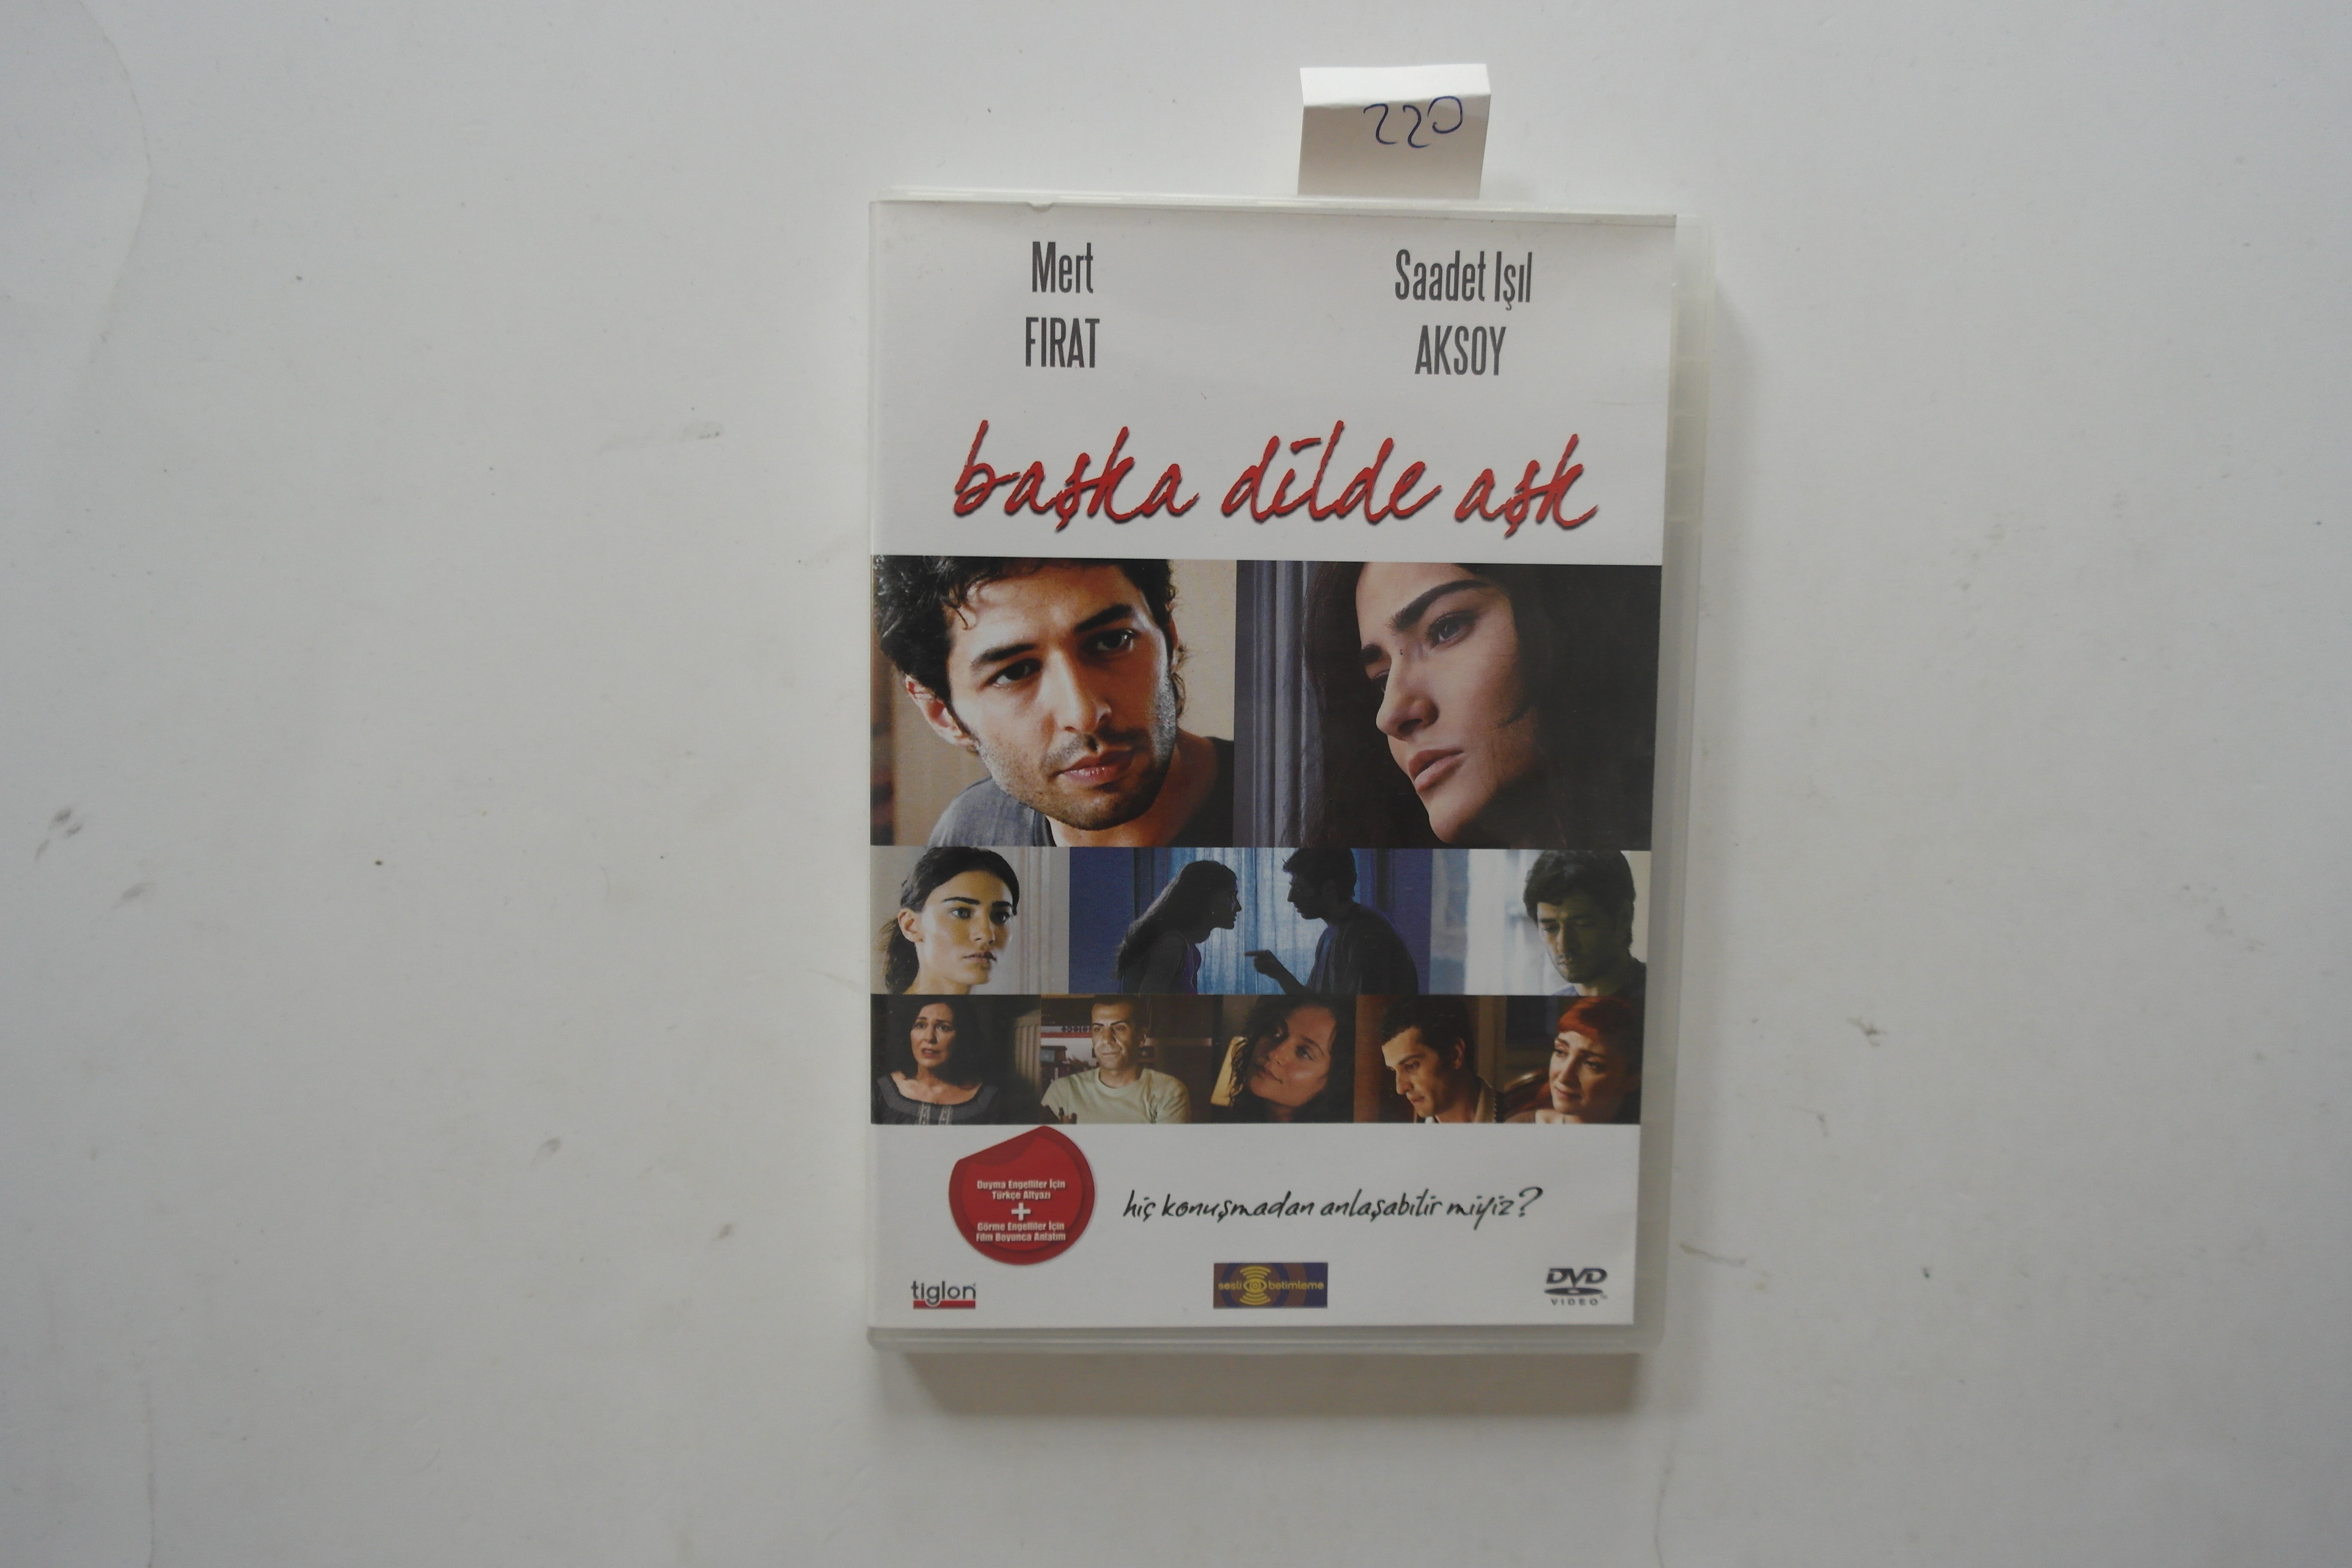 220
Mert
FIRAT
Saadet Işıl
AKSOY
başka dilde aşk
Duyma Engelliler İçin
Türkçe Altyazı
+
Görme Engelliler İçin
Film Boyunca Anlatım
hiç konuşmadan anlaşabilir miyiz?
tiglon
sesli betimleme
DVD
VIDEO